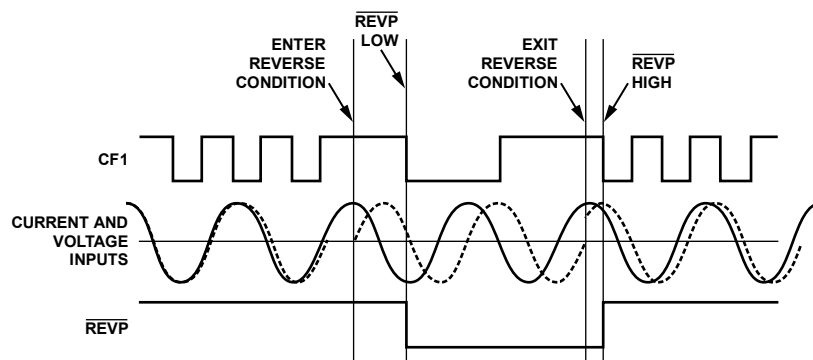 REVP
LOW
ENTER
REVERSE
CONDITION
EXIT
REVERSE
CONDITION
REVP
HIGH
CF1
CURRENT AND
VOLTAGE
INPUTS
REVP